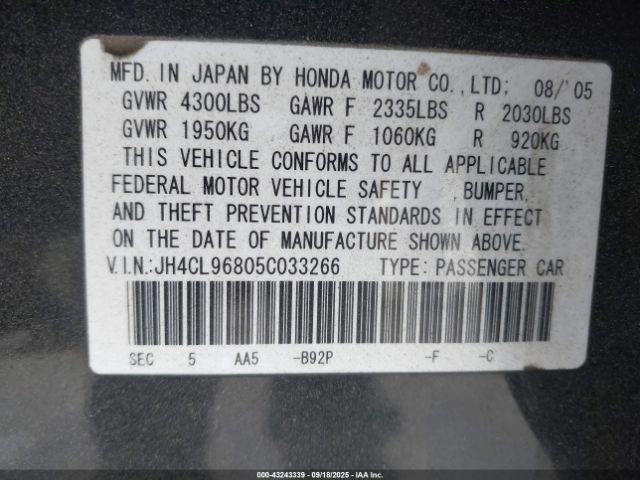 MFD. IN JAPAN BY HONDA MOTOR CO.,LTD; 08/'05
GVWR 4300LBS GAWR F 2335LBS R 2030LBS
GVWR 1950KG GAWR F 1060KG R 920KG
THIS VEHICLE CONFORMS TO ALL APPLICABLE
FEDERAL MOTOR VEHICLE SAFETY ,BUMPER,
AND THEFT PREVENTION STANDARDS IN EFFECT
ON THE DATE OF MANUFACTURE SHOWN ABOVE.
V.I.N.:JH4CL96805C033266 TYPE: PASSENGER CAR
SEC 5 AA5 -B92P -F -C
000-43243339 - 09/18/2025 - IAA Inc.